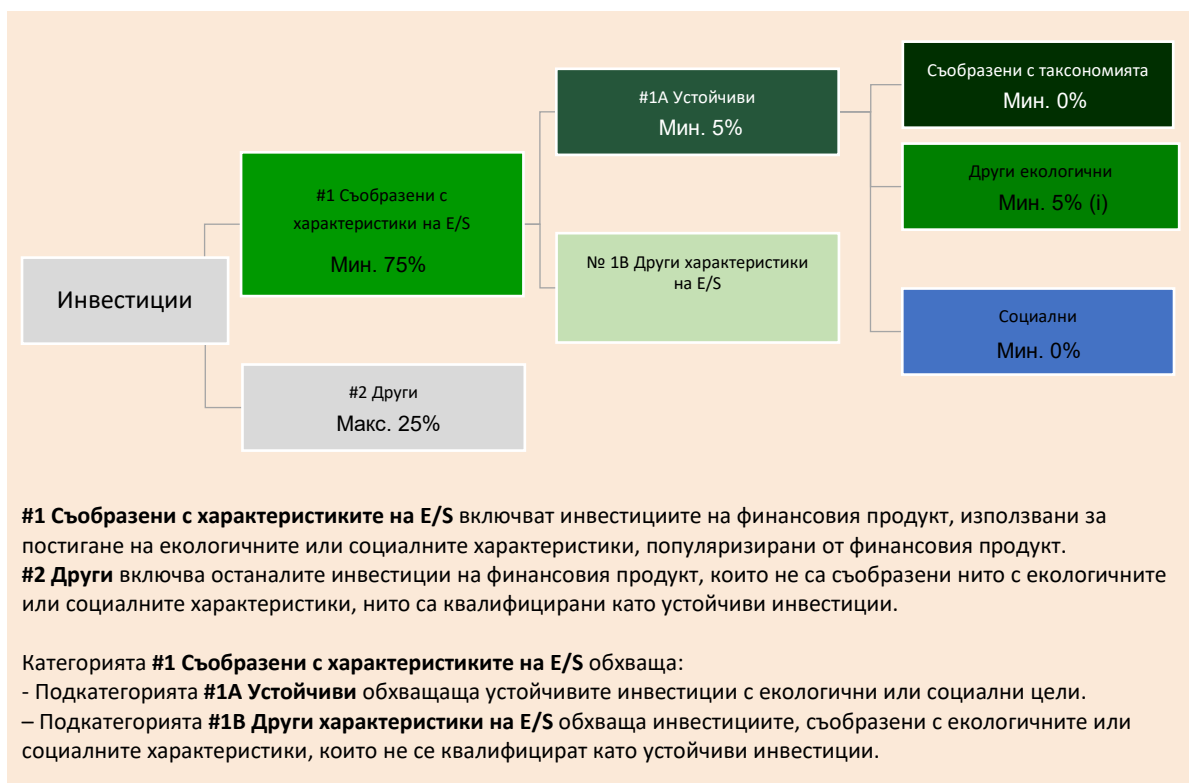 Инвестиции
#1 Съобразени с
характеристики на E/S
Мин. 75%
#2 Други
Макс. 25%
#1A Устойчиви
Мин. 5%
№ 1B Други характеристики
на E/S
Съобразени с таксономията
Мин. 0%
Други екологични
Мин. 5% (i)
Социални
Мин. 0%
#1 Съобразени с характеристиките на E/S включват инвестициите на финансовия продукт, използвани за
постигане на екологичните или социалните характеристики, популяризирани от финансовия продукт.
#2 Други включва останалите инвестиции на финансовия продукт, които не са съобразени нито с екологичните
или социалните характеристики, нито са квалифицирани като устойчиви инвестиции.
Категорията #1 Съобразени с характеристиките на E/S обхваща:
- Подкатегорията #1A Устойчиви обхващаща устойчивите инвестиции с екологични или социални цели.
– Подкатегорията #1B Други характеристики на E/S обхваща инвестициите, съобразени с екологичните или
социалните характеристики, които не се квалифицират като устойчиви инвестиции.